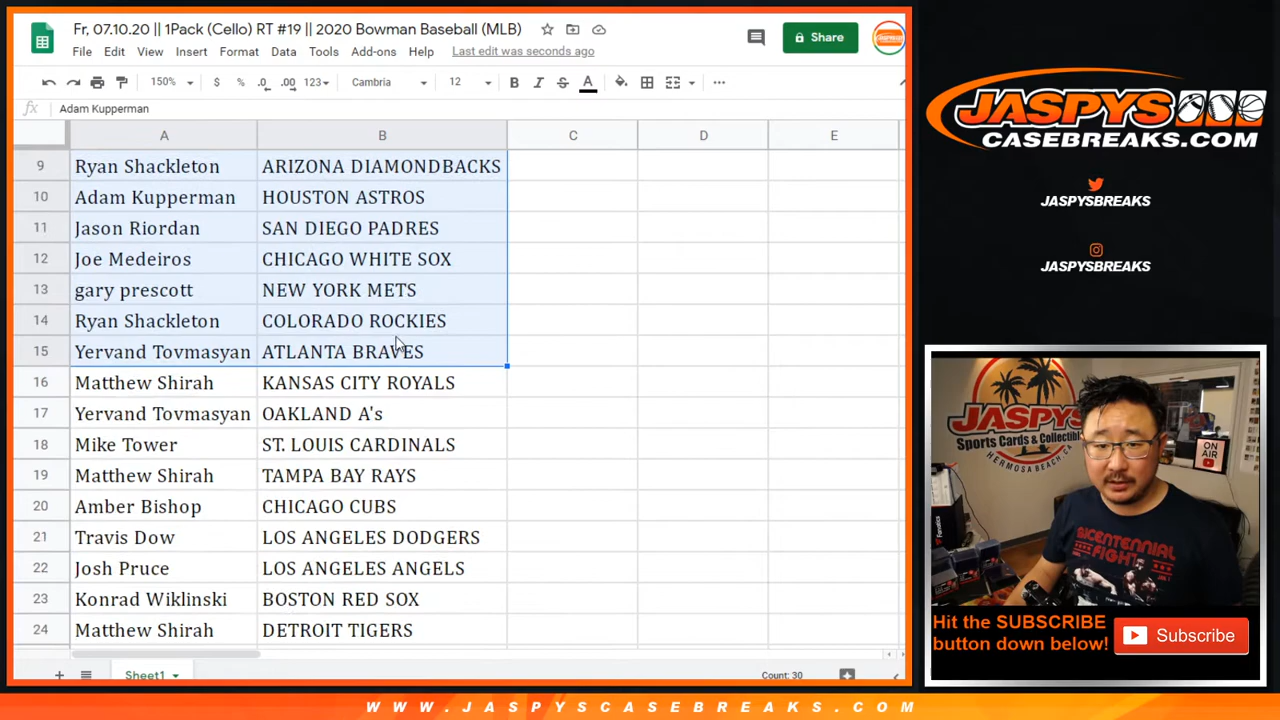 Fr, 07.10.20 || 1Pack (Cello) RT #19 || 2020 Bowman Baseball (MLB)
File Edit View Insert Format Data Tools Add-ons Help Last edit was seconds ago
Share
150% $ % .0 .00 123 Cambria 12 B I S A
fx Adam Kupperman
A B C D E
9 Ryan Shackleton ARIZONA DIAMONDBACKS
10 Adam Kupperman HOUSTON ASTROS
11 Jason Riordan SAN DIEGO PADRES
12 Joe Medeiros CHICAGO WHITE SOX
13 gary prescott NEW YORK METS
14 Ryan Shackleton COLORADO ROCKIES
15 Yervand Tovmasyan ATLANTA BRAVES
16 Matthew Shirah KANSAS CITY ROYALS
17 Yervand Tovmasyan OAKLAND A's
18 Mike Tower ST. LOUIS CARDINALS
19 Matthew Shirah TAMPA BAY RAYS
20 Amber Bishop CHICAGO CUBS
21 Travis Dow LOS ANGELES DODGERS
22 Josh Pruce LOS ANGELES ANGELS
23 Konrad Wiklinski BOSTON RED SOX
24 Matthew Shirah DETROIT TIGERS
Sheet1
Count: 30
JASPYS
CASEBREAKS.COM
JASPYSBREAKS
JASPYSBREAKS
JASPYS
Sports Cards & Collectibl
HERMOSA BEACH, CA
ON AIR
Fanatics
BICENTENNIAL
FIGHT
Hit the SUBSCRIBE
button down below!
Subscribe
WWW.JASPYSCASEBREAKS.COM